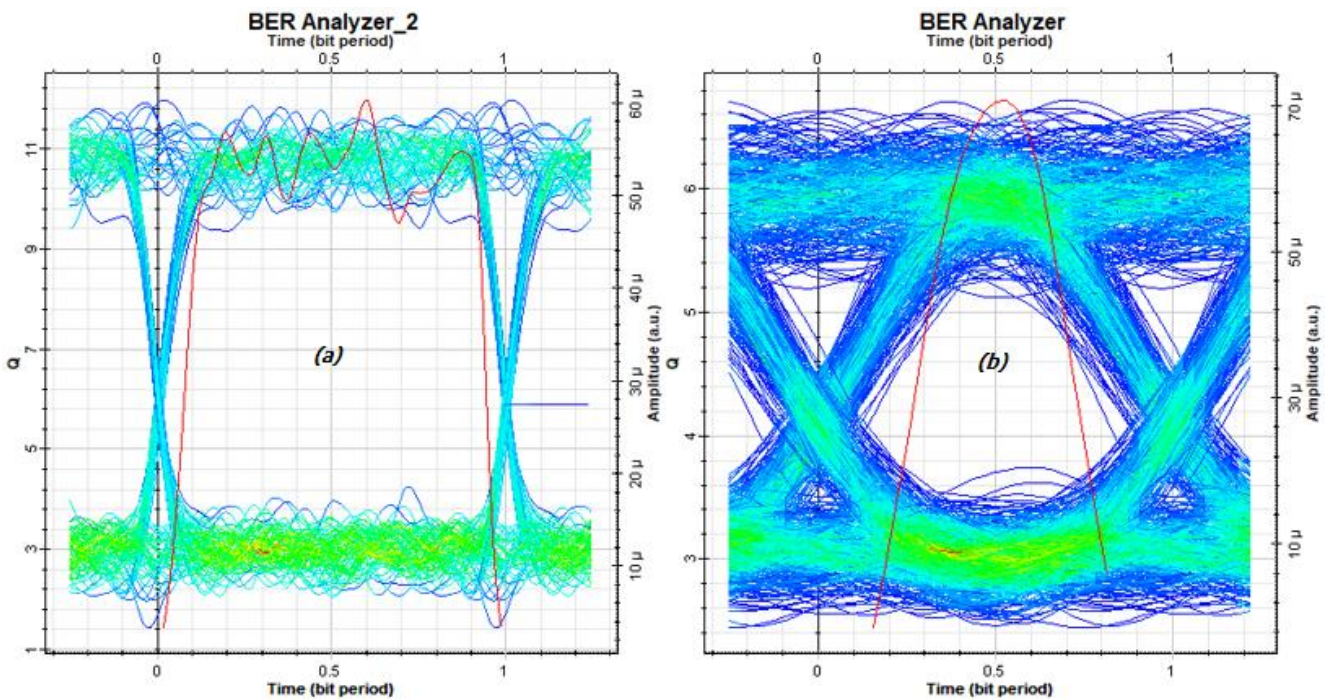 BER Analyzer_2
Time (bit period)
0 0.5 1
Q
11
9
7
5
3
1
60 μ
50 μ
40 μ
30 μ
20 μ
10 μ
Amplitude (a.u.)
(a)
0 0.5 1
Time (bit period)
BER Analyzer
Time (bit period)
0 0.5 1
Q
6
5
4
3
70 μ
50 μ
30 μ
10 μ
Amplitude (a.u.)
(b)
0 0.5 1
Time (bit period)